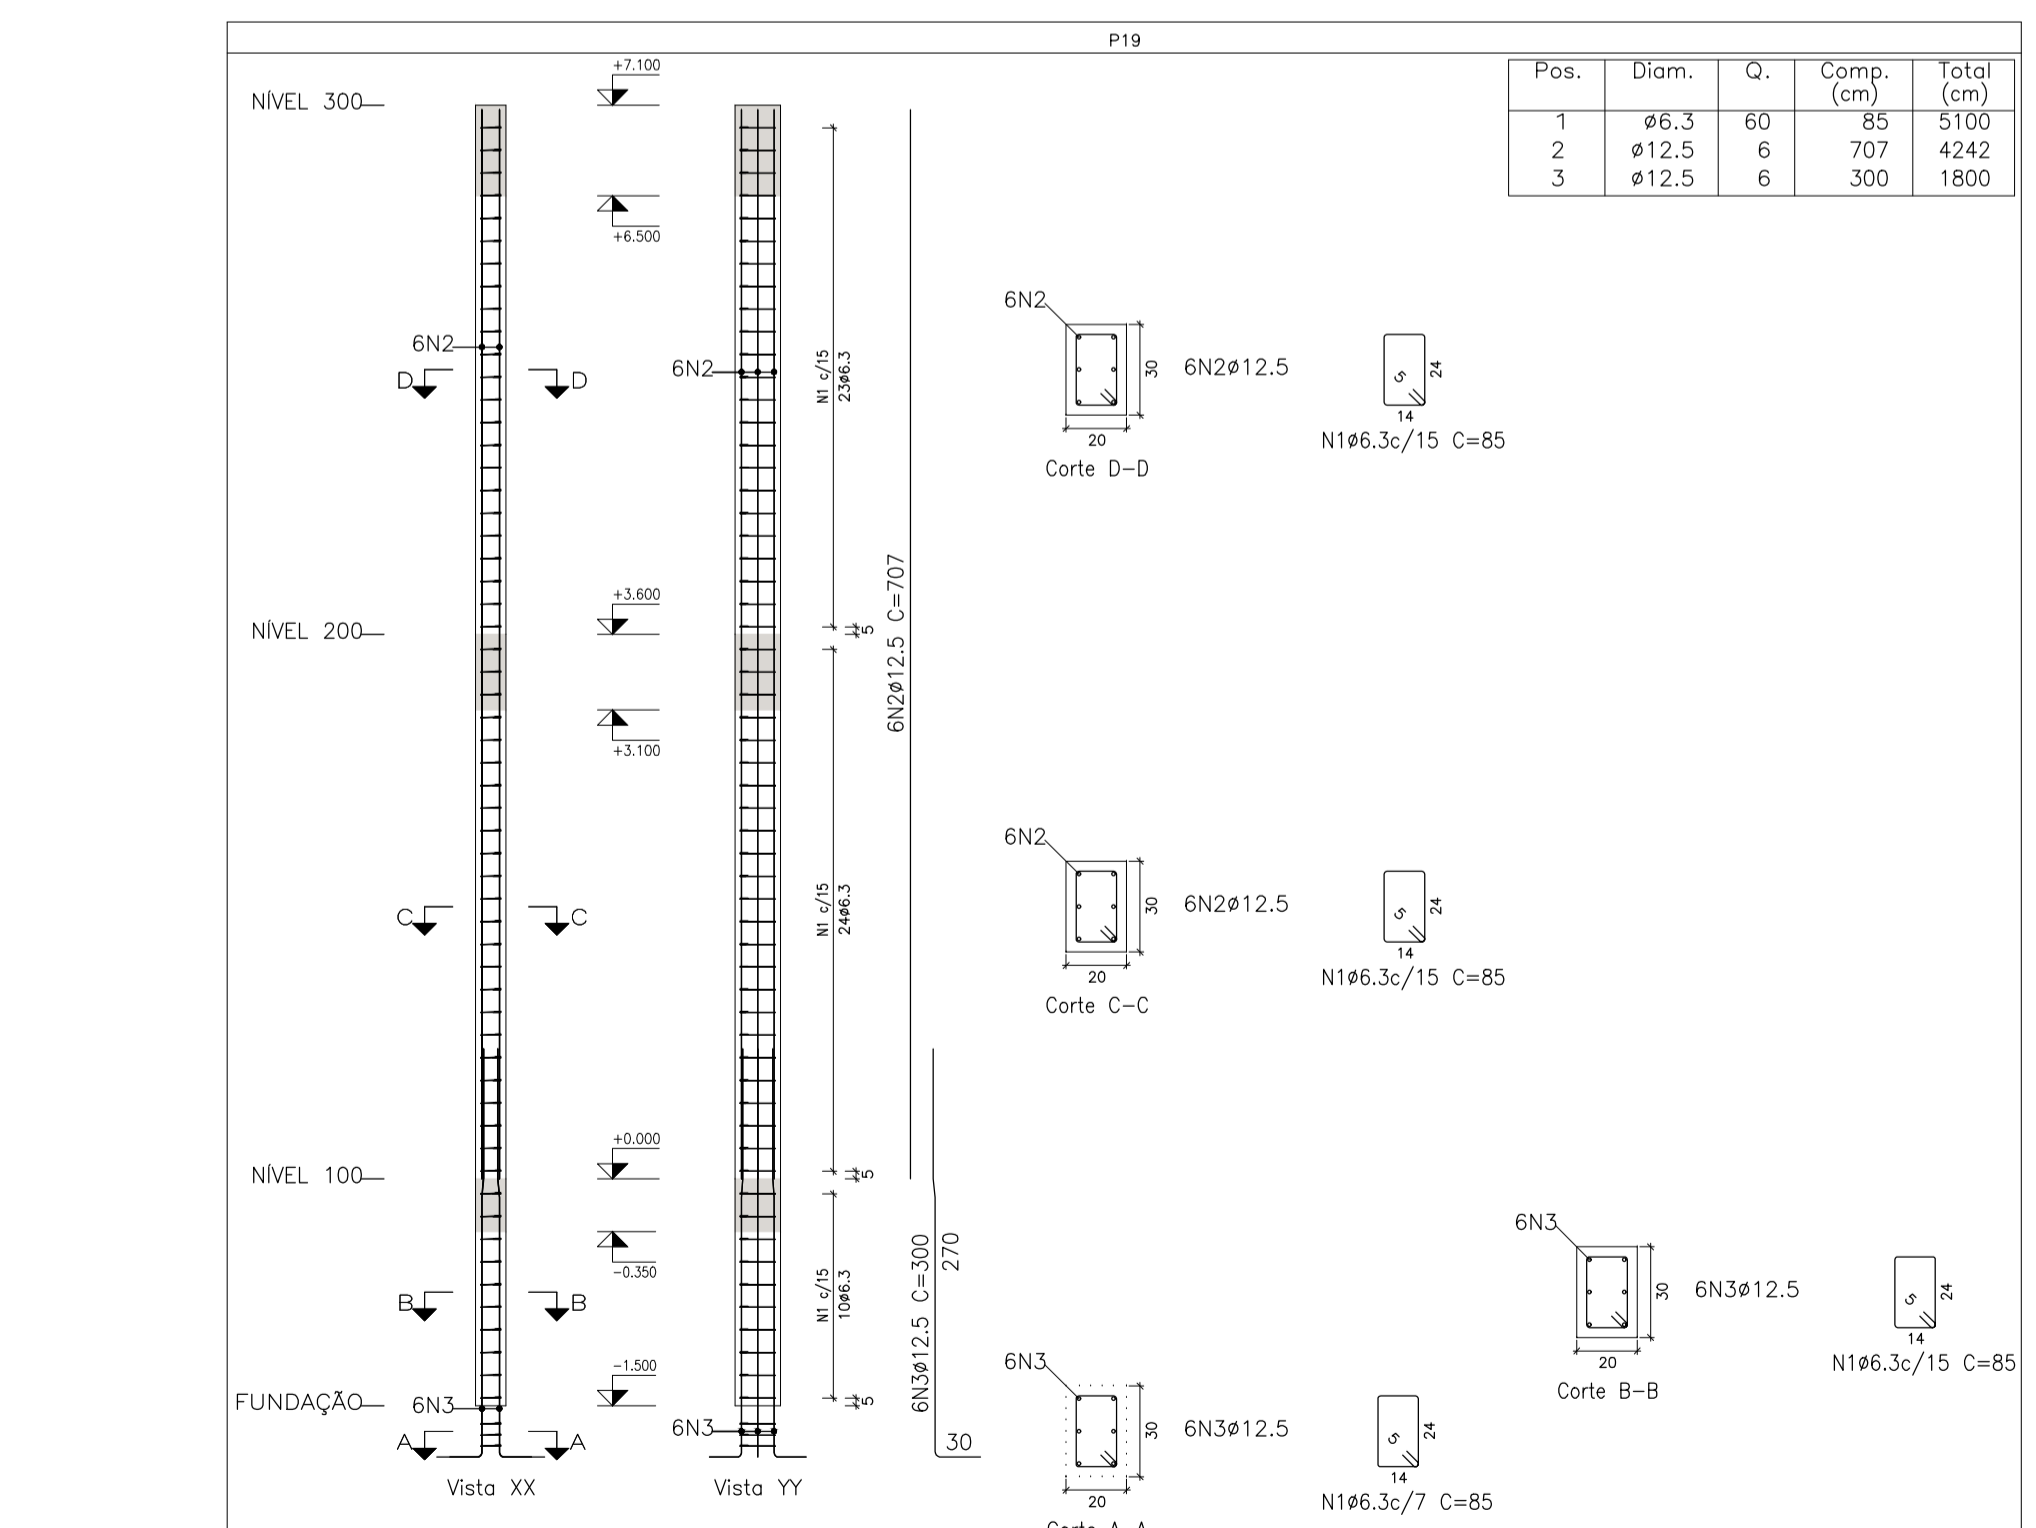 P19
Pos. Diam. Q. Comp. (cm) Total (cm)
1 ø6.3 60 85 5100
2 ø12.5 6 707 4242
3 ø12.5 6 300 1800
NÍVEL 300
+7.100
+6.500
6N2
D D
6N2
N1 c/15
23ø6.3
6N2
30
20
6N2ø12.5
Corte D-D
5
24
14
N1ø6.3c/15 C=85
+3.600
NÍVEL 200
5
+3.100
6N2ø12.5 C=707
C C
N1 c/15
24ø6.3
6N2
30
20
6N2ø12.5
Corte C-C
5
24
14
N1ø6.3c/15 C=85
+0.000
NÍVEL 100
5
-0.350
B B
N1 c/15
10ø6.3
6N3ø12.5 C=300
270
30
6N3
30
20
6N3ø12.5
Corte B-B
5
24
14
N1ø6.3c/15 C=85
-1.500
FUNDAÇÃO
5
6N3
6N3
A A
Vista XX
Vista YY
6N3
30
20
6N3ø12.5
Corte A-A
5
24
14
N1ø6.3c/7 C=85